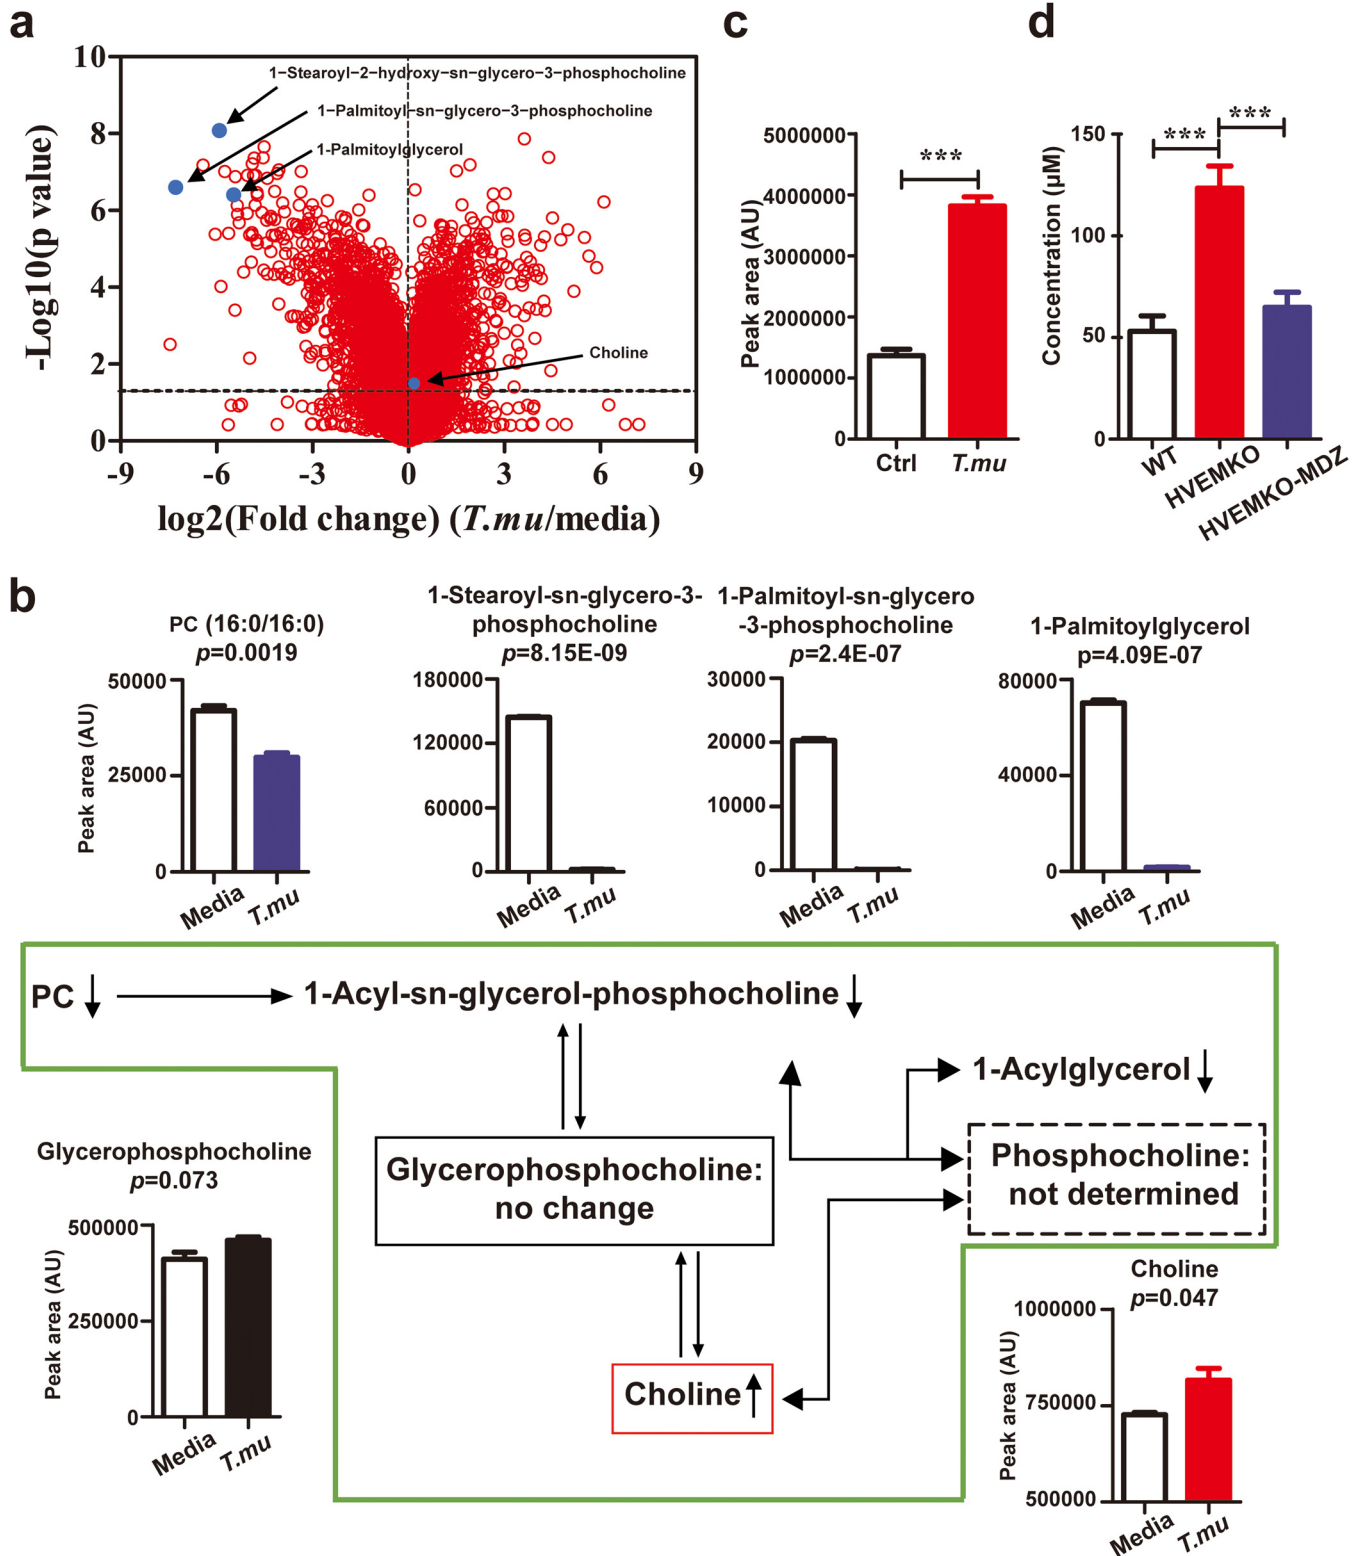 a
10
8
6
4
2
0
-Log10(p value)
1−Stearoyl−2−hydroxy−sn−glycero−3−phosphocholine
1−Palmitoyl−sn−glycero−3−phosphocholine
1-Palmitoylglycerol
Choline
-9
-6
-3
0
3
6
9
log2(Fold change) (T.mu/media)
c
5000000
4000000
3000000
2000000
1000000
0
Peak area (AU)
***
Ctrl
T.mu
d
150
100
50
0
Concentration (µM)
***
***
WT
HVEMKO
HVEMKO-MDZ
b
PC (16:0/16:0)
p=0.0019
50000
25000
0
Peak area (AU)
Media
T.mu
1-Stearoyl-sn-glycero-3-
phosphocholine
p=8.15E-09
180000
120000
60000
0
Media
T.mu
1-Palmitoyl-sn-glycero
-3-phosphocholine
p=2.4E-07
30000
20000
10000
0
Media
T.mu
1-Palmitoylglycerol
p=4.09E-07
80000
40000
0
Media
T.mu
PC
1-Acyl-sn-glycerol-phosphocholine
1-Acylglycerol
Glycerophosphocholine:
no change
Phosphocholine:
not determined
Choline
Glycerophosphocholine
p=0.073
500000
250000
0
Peak area (AU)
Media
T.mu
Choline
p=0.047
1000000
750000
500000
Peak area (AU)
Media
T.mu